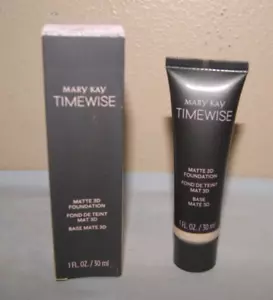 MARY KAY
TIMEWISE
MATTE 3D
FOUNDATION
FOND DE TEINT
MAT 3D
BASE
MATE 3D
1 FL. OZ. / 30 ml
MARY KAY
TIMEWISE
MATTE 3D
FOUNDATION
FOND DE TEINT
MAT 3D
BASE
MATE 3D
1 FL. OZ. / 30 ml